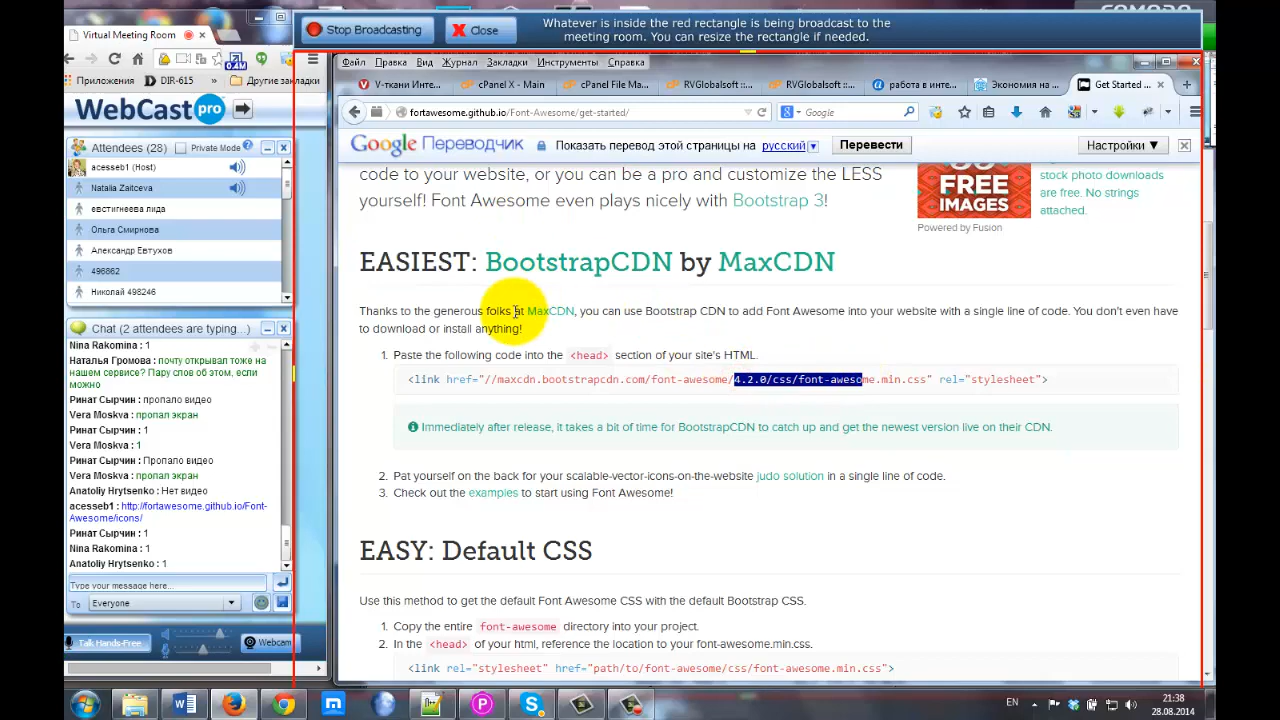 Stop Broadcasting
Close
Whatever is inside the red rectangle is being broadcast to the
meeting room. You can resize the rectangle if needed.
Virtual Meeting Room
Приложения
DIR-615
»
Другие закладки
WebCast pro
Attendees (28)
Private Mode
acesseb1 (Host)
Natalia Zaitceva
евстигнеева лида
Ольга Смирнова
Александр Евтухов
496862
Николай 498246
Chat (2 attendees are typing...)
Nina Rakomina : 1
Наталья Громова : почту открывал тоже на
нашем сервисе? Пару слов об этом, если
можно
Ринат Сырчин : Пропало видео
Vera Moskva : пропал экран
Ринат Сырчин : 1
Vera Moskva : 1
Ринат Сырчин : Пропало видео
Vera Moskva : пропал экран
Anatoliy Hrytsenko : Нет видео
acesseb1 : http://fortawesome.github.io/Font-
Awesome/icons/
Ринат Сырчин : 1
Nina Rakomina : 1
Anatoliy Hrytsenko : 1
Type your message here...
To
Everyone
Talk Hands-Free
Webcam
Файл Правка Вид Журнал Закладки Инструменты Справка
V-ткани Инте...
cPanel X - Main
cPanel File Ma...
RVGlobalsoft ::...
RVGlobalsoft ::...
работа в инте...
Экономия на ...
Get Started ...
fortawesome.github.io/Font-Awesome/get-started/
Google
Google Переводчик
Показать перевод этой страницы на русский
Перевести
Настройки ▼
code to your website, or you can be a pro and customize the LESS
yourself! Font Awesome even plays nicely with Bootstrap 3!
FREE
IMAGES
stock photo downloads
are free. No strings
attached.
Powered by Fusion
EASIEST: BootstrapCDN by MaxCDN
Thanks to the generous folks at MaxCDN, you can use Bootstrap CDN to add Font Awesome into your website with a single line of code. You don't even have
to download or install anything!
1. Paste the following code into the <head> section of your site's HTML.
<link href="//maxcdn.bootstrapcdn.com/font-awesome/4.2.0/css/font-awesome.min.css" rel="stylesheet">
Immediately after release, it takes a bit of time for BootstrapCDN to catch up and get the newest version live on their CDN.
2. Pat yourself on the back for your scalable-vector-icons-on-the-website judo solution in a single line of code.
3. Check out the examples to start using Font Awesome!
EASY: Default CSS
Use this method to get the default Font Awesome CSS with the default Bootstrap CSS.
1. Copy the entire font-awesome directory into your project.
2. In the <head> of your html, reference the location to your font-awesome.min.css.
<link rel="stylesheet" href="path/to/font-awesome/css/font-awesome.min.css">
EN
21:38
28.08.2014